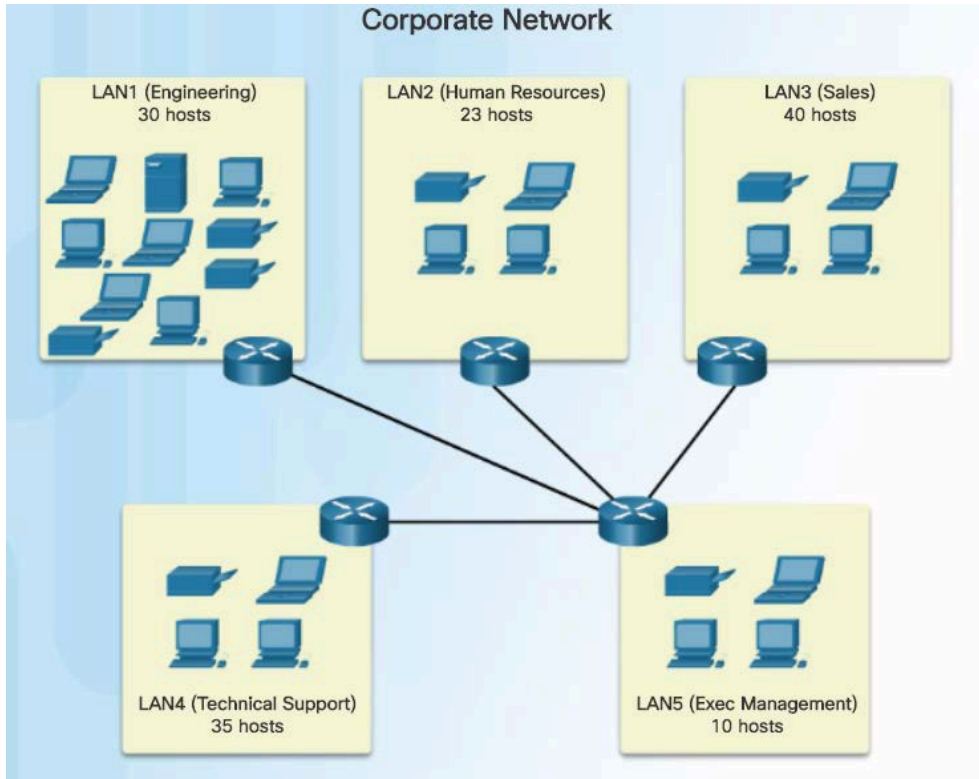 Corporate Network
LAN1 (Engineering)
30 hosts
LAN2 (Human Resources)
23 hosts
LAN3 (Sales)
40 hosts
LAN4 (Technical Support)
35 hosts
LAN5 (Exec Management)
10 hosts